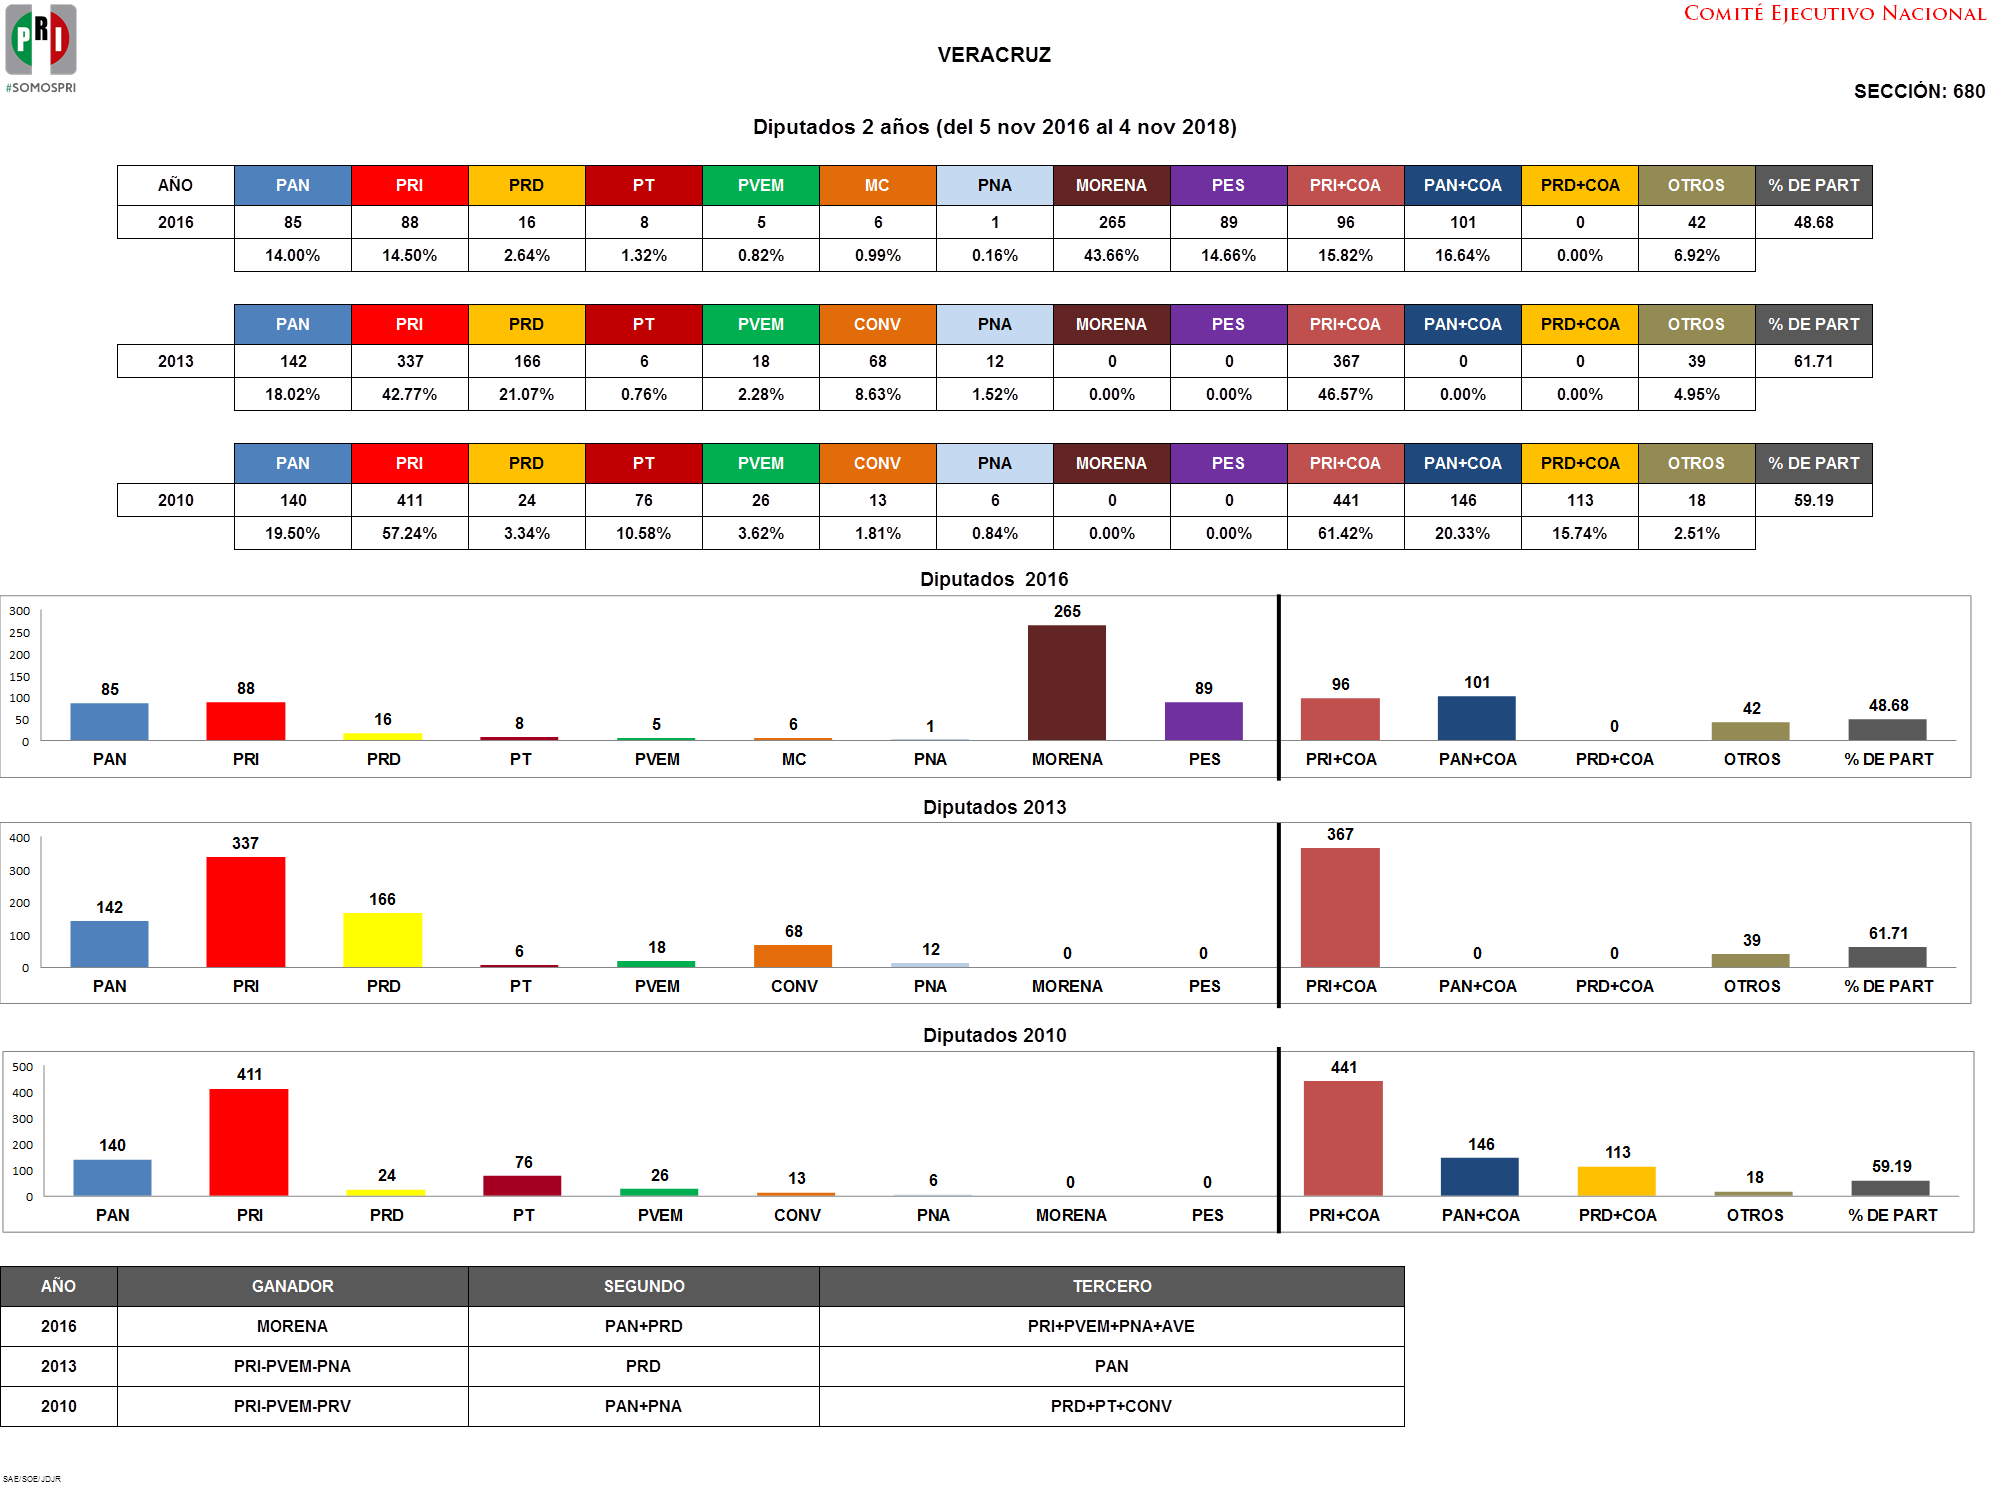 PRI
#SOMOSPRI
COMITÉ EJECUTIVO NACIONAL
VERACRUZ
SECCIÓN: 680
Diputados 2 años (del 5 nov 2016 al 4 nov 2018)
AÑO PAN PRI PRD PT PVEM MC PNA MORENA PES PRI+COA PAN+COA PRD+COA OTROS % DE PART
2016 85 88 16 8 5 6 1 265 89 96 101 0 42 48.68
14.00% 14.50% 2.64% 1.32% 0.82% 0.99% 0.16% 43.66% 14.66% 15.82% 16.64% 0.00% 6.92%
PAN PRI PRD PT PVEM CONV PNA MORENA PES PRI+COA PAN+COA PRD+COA OTROS % DE PART
2013 142 337 166 6 18 68 12 0 0 367 0 0 39 61.71
18.02% 42.77% 21.07% 0.76% 2.28% 8.63% 1.52% 0.00% 0.00% 46.57% 0.00% 0.00% 4.95%
PAN PRI PRD PT PVEM CONV PNA MORENA PES PRI+COA PAN+COA PRD+COA OTROS % DE PART
2010 140 411 24 76 26 13 6 0 0 441 146 113 18 59.19
19.50% 57.24% 3.34% 10.58% 3.62% 1.81% 0.84% 0.00% 0.00% 61.42% 20.33% 15.74% 2.51%
Diputados 2016
300
250
200
150
100
50
0
85 88 16 8 5 6 1 265 89 96 101 0 42 48.68
PAN PRI PRD PT PVEM MC PNA MORENA PES PRI+COA PAN+COA PRD+COA OTROS % DE PART
Diputados 2013
400
300
200
100
0
142 337 166 6 18 68 12 0 0 367 0 0 39 61.71
PAN PRI PRD PT PVEM CONV PNA MORENA PES PRI+COA PAN+COA PRD+COA OTROS % DE PART
Diputados 2010
500
400
300
200
100
0
140 411 24 76 26 13 6 0 0 441 146 113 18 59.19
PAN PRI PRD PT PVEM CONV PNA MORENA PES PRI+COA PAN+COA PRD+COA OTROS % DE PART
AÑO GANADOR SEGUNDO TERCERO
2016 MORENA PAN+PRD PRI+PVEM+PNA+AVE
2013 PRI-PVEM-PNA PRD PAN
2010 PRI-PVEM-PRV PAN+PNA PRD+PT+CONV
SAE/SOE/JDJR